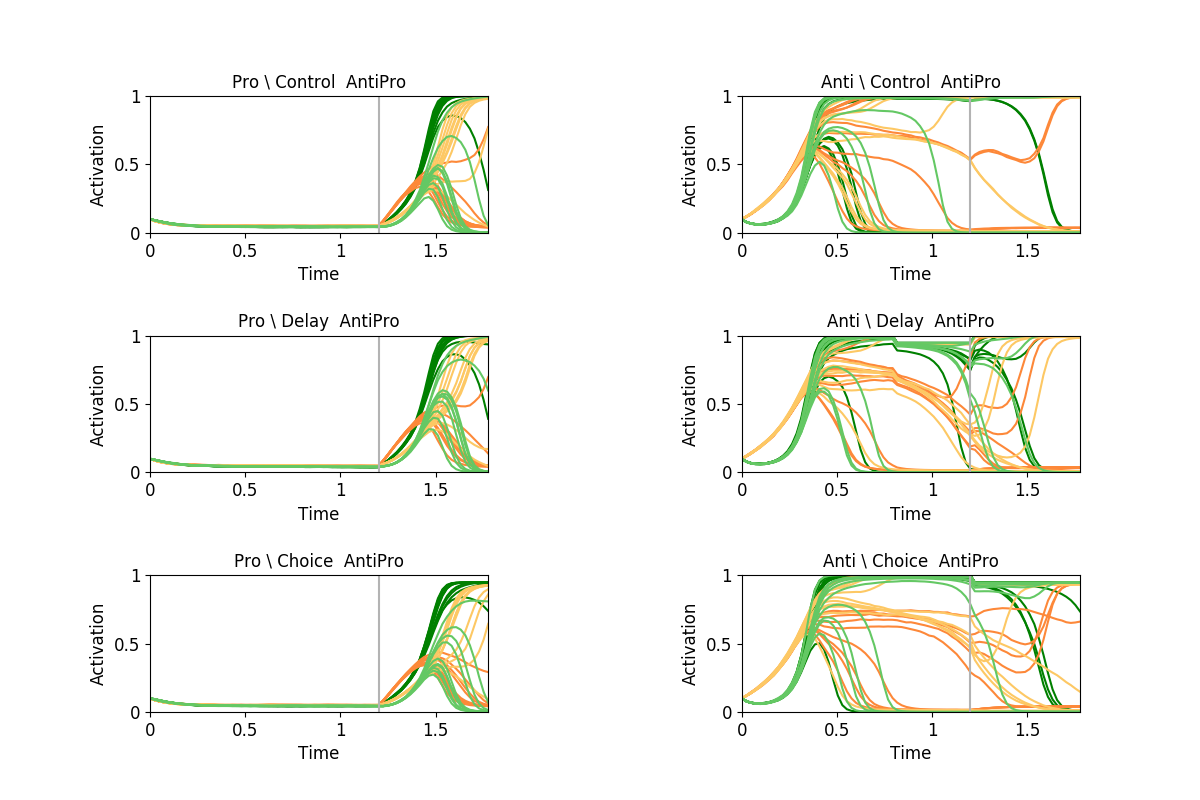 Pro \ Control  AntiPro
Activation
1
0.5
0
0
0.5
1
1.5
Time
Anti \ Control  AntiPro
Activation
1
0.5
0
0
0.5
1
1.5
Time
Pro \ Delay  AntiPro
Activation
1
0.5
0
0
0.5
1
1.5
Time
Anti \ Delay  AntiPro
Activation
1
0.5
0
0
0.5
1
1.5
Time
Pro \ Choice  AntiPro
Activation
1
0.5
0
0
0.5
1
1.5
Time
Anti \ Choice  AntiPro
Activation
1
0.5
0
0
0.5
1
1.5
Time